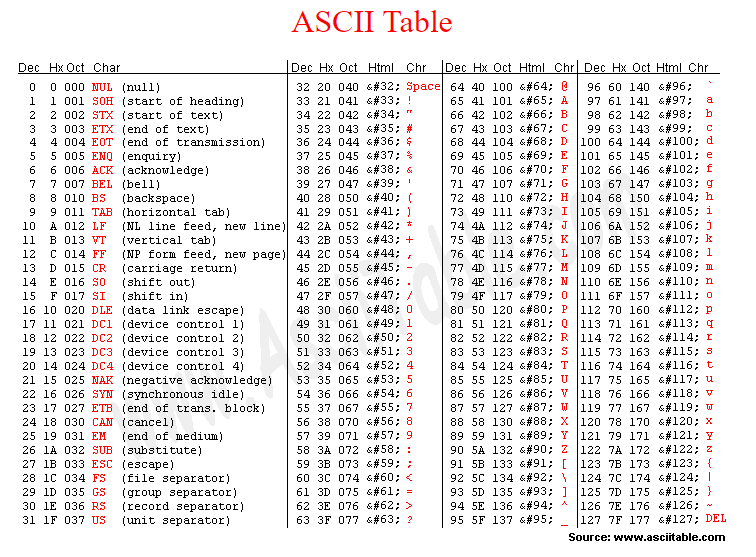 ASCII Table
Dec Hx Oct Char Dec Hx Oct Html Chr Dec Hx Oct Html Chr Dec Hx Oct Html Chr
0 0 000 NUL (null) 32 20 040 &#32; Space 64 40 100 &#64; @ 96 60 140 &#96; `
1 1 001 SOH (start of heading) 33 21 041 &#33; ! 65 41 101 &#65; A 97 61 141 &#97; a
2 2 002 STX (start of text) 34 22 042 &#34; " 66 42 102 &#66; B 98 62 142 &#98; b
3 3 003 ETX (end of text) 35 23 043 &#35; # 67 43 103 &#67; C 99 63 143 &#99; c
4 4 004 EOT (end of transmission) 36 24 044 &#36; $ 68 44 104 &#68; D 100 64 144 &#100; d
5 5 005 ENQ (enquiry) 37 25 045 &#37; % 69 45 105 &#69; E 101 65 145 &#101; e
6 6 006 ACK (acknowledge) 38 26 046 &#38; & 70 46 106 &#70; F 102 66 146 &#102; f
7 7 007 BEL (bell) 39 27 047 &#39; ' 71 47 107 &#71; G 103 67 147 &#103; g
8 8 010 BS (backspace) 40 28 050 &#40; ( 72 48 110 &#72; H 104 68 150 &#104; h
9 9 011 TAB (horizontal tab) 41 29 051 &#41; ) 73 49 111 &#73; I 105 69 151 &#105; i
10 A 012 LF (NL line feed, new line) 42 2A 052 &#42; * 74 4A 112 &#74; J 106 6A 152 &#106; j
11 B 013 VT (vertical tab) 43 2B 053 &#43; + 75 4B 113 &#75; K 107 6B 153 &#107; k
12 C 014 FF (NP form feed, new page) 44 2C 054 &#44; , 76 4C 114 &#76; L 108 6C 154 &#108; l
13 D 015 CR (carriage return) 45 2D 055 &#45; - 77 4D 115 &#77; M 109 6D 155 &#109; m
14 E 016 SO (shift out) 46 2E 056 &#46; . 78 4E 116 &#78; N 110 6E 156 &#110; n
15 F 017 SI (shift in) 47 2F 057 &#47; / 79 4F 117 &#79; O 111 6F 157 &#111; o
16 10 020 DLE (data link escape) 48 30 060 &#48; 0 80 50 120 &#80; P 112 70 160 &#112; p
17 11 021 DC1 (device control 1) 49 31 061 &#49; 1 81 51 121 &#81; Q 113 71 161 &#113; q
18 12 022 DC2 (device control 2) 50 32 062 &#50; 2 82 52 122 &#82; R 114 72 162 &#114; r
19 13 023 DC3 (device control 3) 51 33 063 &#51; 3 83 53 123 &#83; S 115 73 163 &#115; s
20 14 024 DC4 (device control 4) 52 34 064 &#52; 4 84 54 124 &#84; T 116 74 164 &#116; t
21 15 025 NAK (negative acknowledge) 53 35 065 &#53; 5 85 55 125 &#85; U 117 75 165 &#117; u
22 16 026 SYN (synchronous idle) 54 36 066 &#54; 6 86 56 126 &#86; V 118 76 166 &#118; v
23 17 027 ETB (end of trans. block) 55 37 067 &#55; 7 87 57 127 &#87; W 119 77 167 &#119; w
24 18 030 CAN (cancel) 56 38 070 &#56; 8 88 58 130 &#88; X 120 78 170 &#120; x
25 19 031 EM (end of medium) 57 39 071 &#57; 9 89 59 131 &#89; Y 121 79 171 &#121; y
26 1A 032 SUB (substitute) 58 3A 072 &#58; : 90 5A 132 &#90; Z 122 7A 172 &#122; z
27 1B 033 ESC (escape) 59 3B 073 &#59; ; 91 5B 133 &#91; [ 123 7B 173 &#123; {
28 1C 034 FS (file separator) 60 3C 074 &#60; < 92 5C 134 &#92; \ 124 7C 174 &#124; |
29 1D 035 GS (group separator) 61 3D 075 &#61; = 93 5D 135 &#93; ] 125 7D 175 &#125; }
30 1E 036 RS (record separator) 62 3E 076 &#62; > 94 5E 136 &#94; ^ 126 7E 176 &#126; ~
31 1F 037 US (unit separator) 63 3F 077 &#63; ? 95 5F 137 &#95; _ 127 7F 177 &#127; DEL
Source: www.asciitable.com